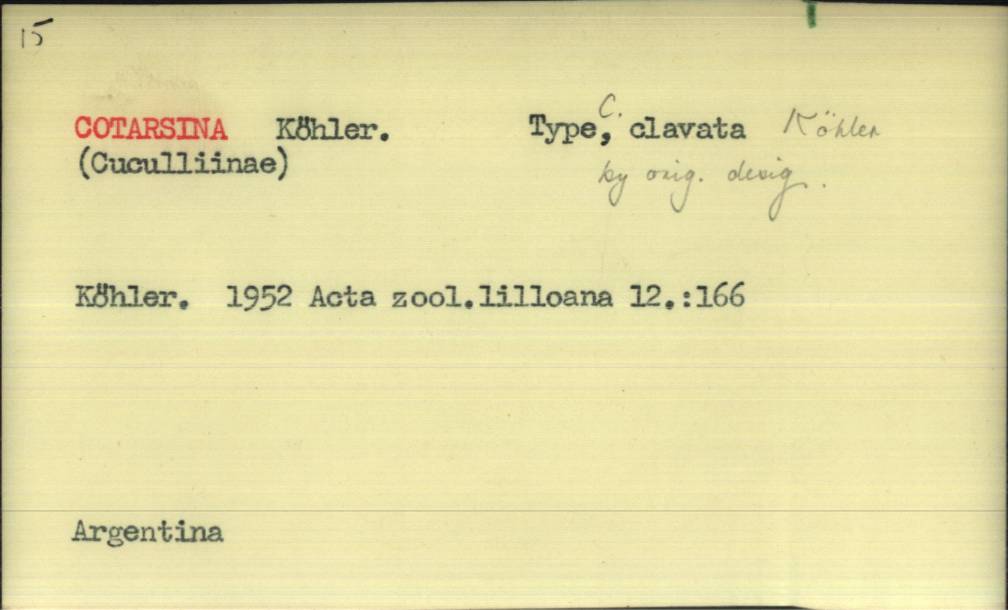 15
COTARSINA Köhler. Type, C. clavata Köhler
(Cuculliinae) by orig. desig.
Köhler. 1952 Acta zool.lilloana 12.:166
Argentina